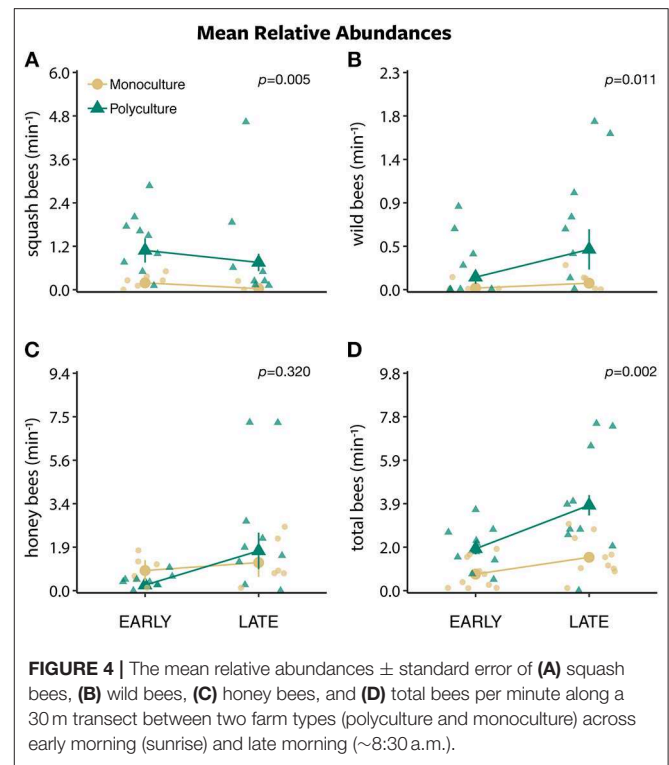 Mean Relative Abundances
A
6.0
4.8
3.6
2.4
1.2
0.0
squash bees (min⁻¹)
Monoculture
Polyculture
p=0.005
B
2.3
1.8
1.4
0.9
0.5
0.0
wild bees (min⁻¹)
p=0.011
C
9.4
7.5
5.6
3.4
1.9
0.0
honey bees (min⁻¹)
p=0.320
EARLY LATE
D
9.8
7.8
5.9
3.9
2.0
0.0
total bees (min⁻¹)
p=0.002
EARLY LATE
FIGURE 4 | The mean relative abundances ± standard error of (A) squash
bees, (B) wild bees, (C) honey bees, and (D) total bees per minute along a
30 m transect between two farm types (polyculture and monoculture) across
early morning (sunrise) and late morning (~8:30 a.m.).